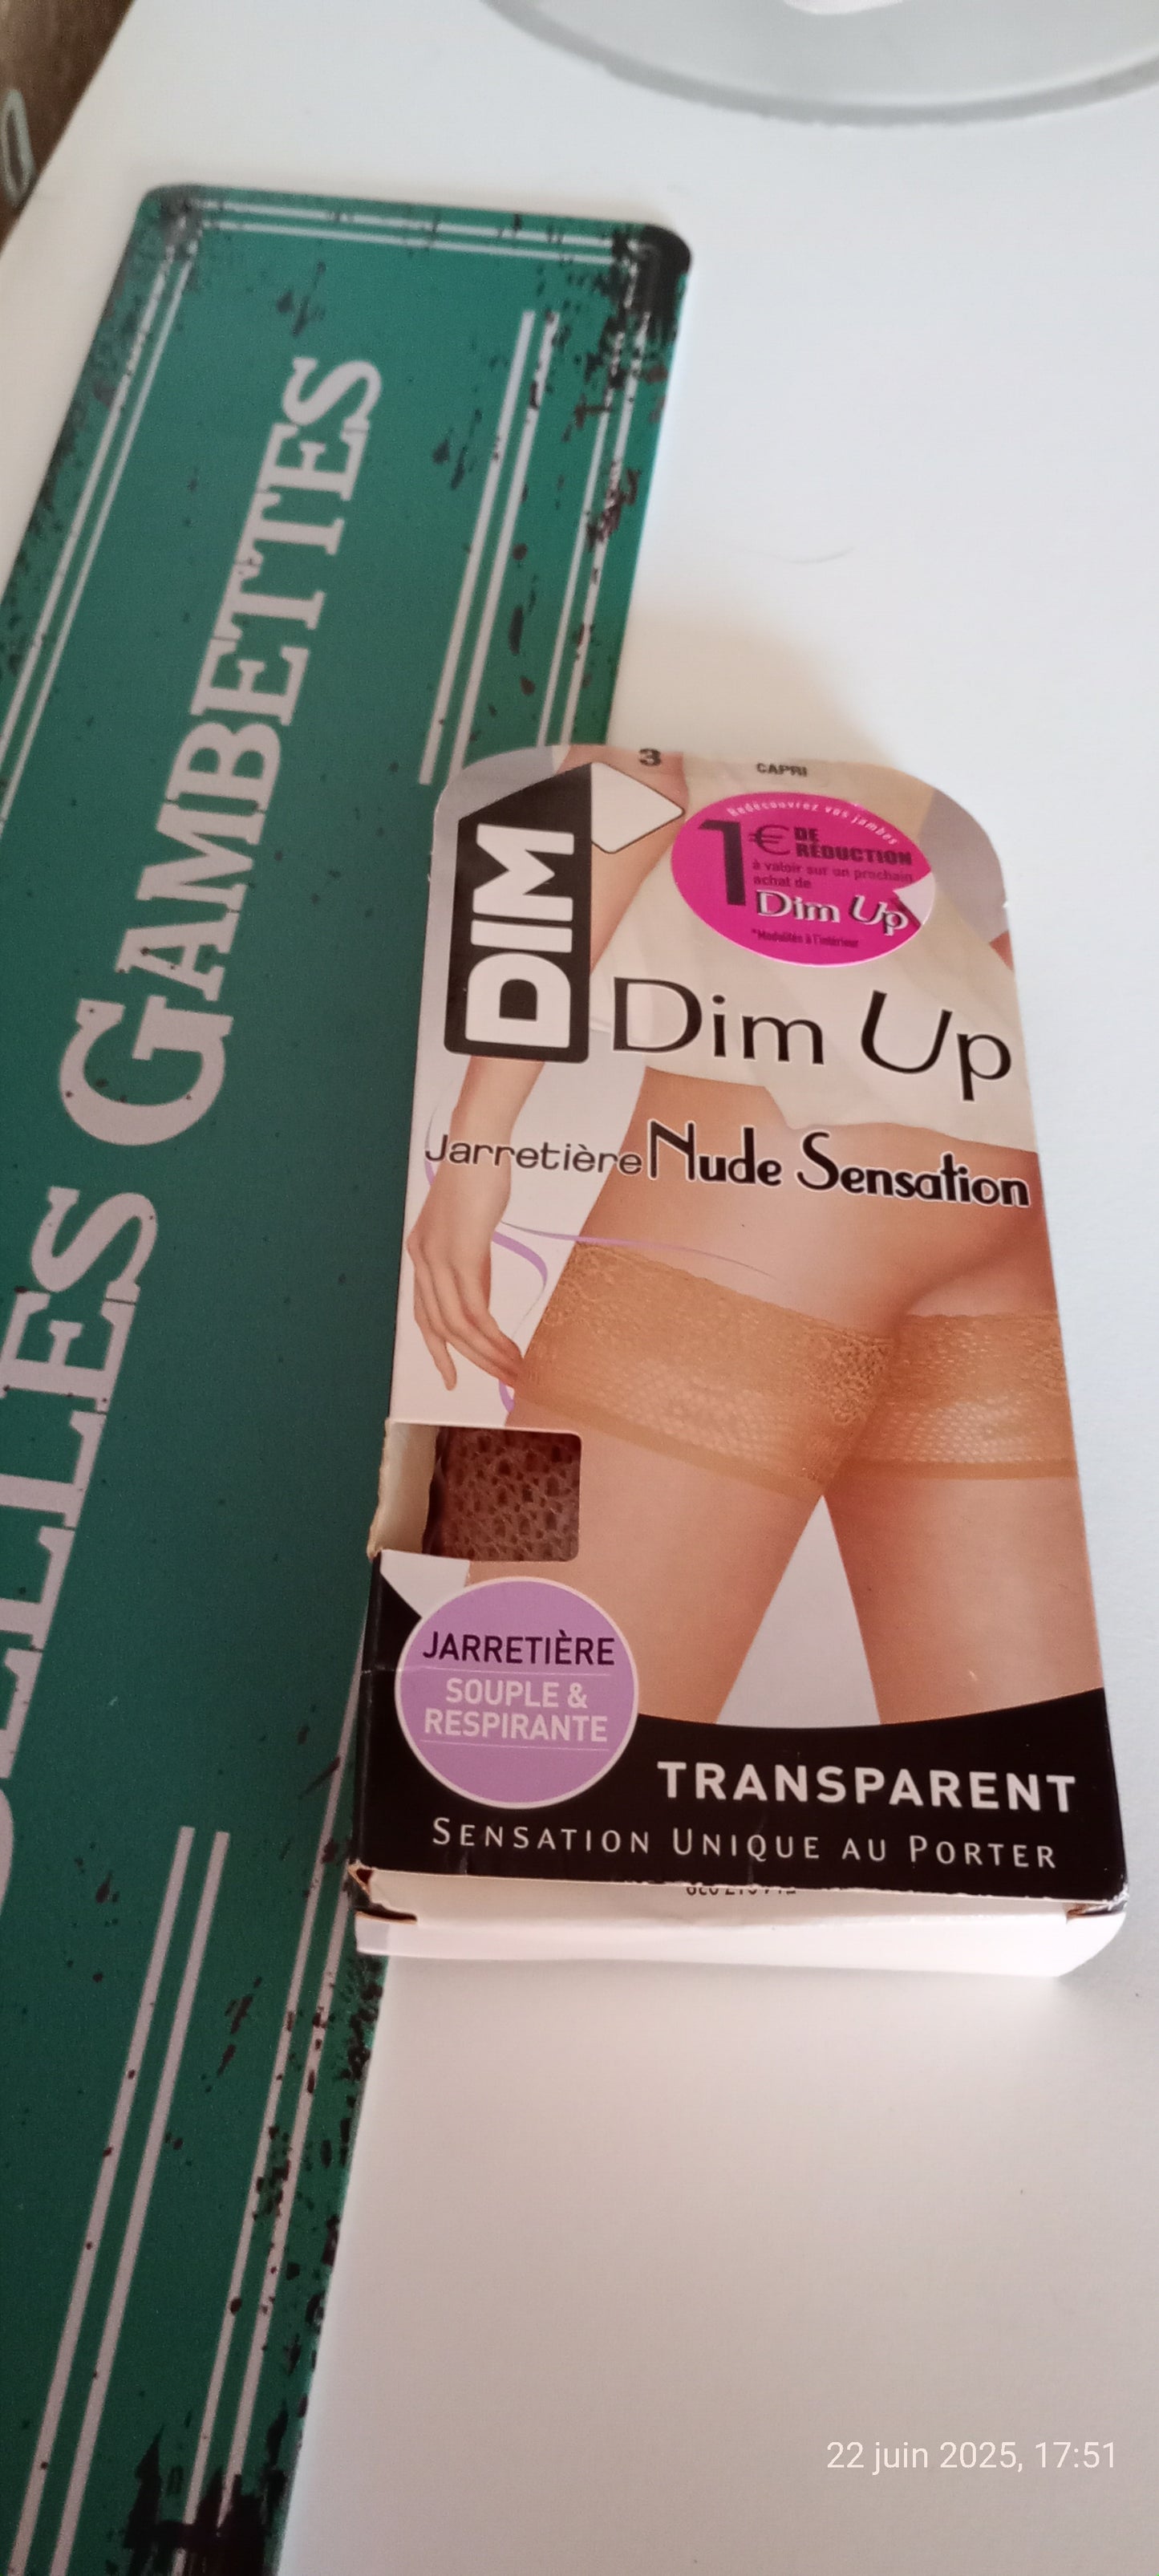 ELLES GAMBETTES
3
CAPRI
Redécouvrez vos jambes
1€ DE
RÉDUCTION
à valoir sur un prochain
achat de
Dim Up
*Modalités à l'intérieur
DIM
Dim Up
Jarretière Nude Sensation
JARRETIÈRE
SOUPLE &
RESPIRANTE
TRANSPARENT
SENSATION UNIQUE AU PORTER
22 juin 2025, 17:51